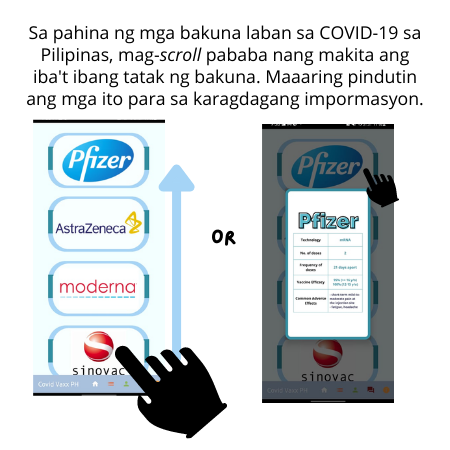 Sa pahina ng mga bakuna laban sa COVID-19 sa
Pilipinas, mag-scroll pababa nang makita ang
iba't ibang tatak ng bakuna. Maaaring pindutin
ang mga ito para sa karagdagang impormasyon.
Pfizer
AstraZeneca
moderna
sinovac
Covid Vaxx PH
OR
Pfizer
Pfizer
Technology mRNA
No. of doses 2
Frequency of doses 21 days apart
Vaccine Efficacy
Common Adverse Effects
sinovac
Covid Vaxx PH